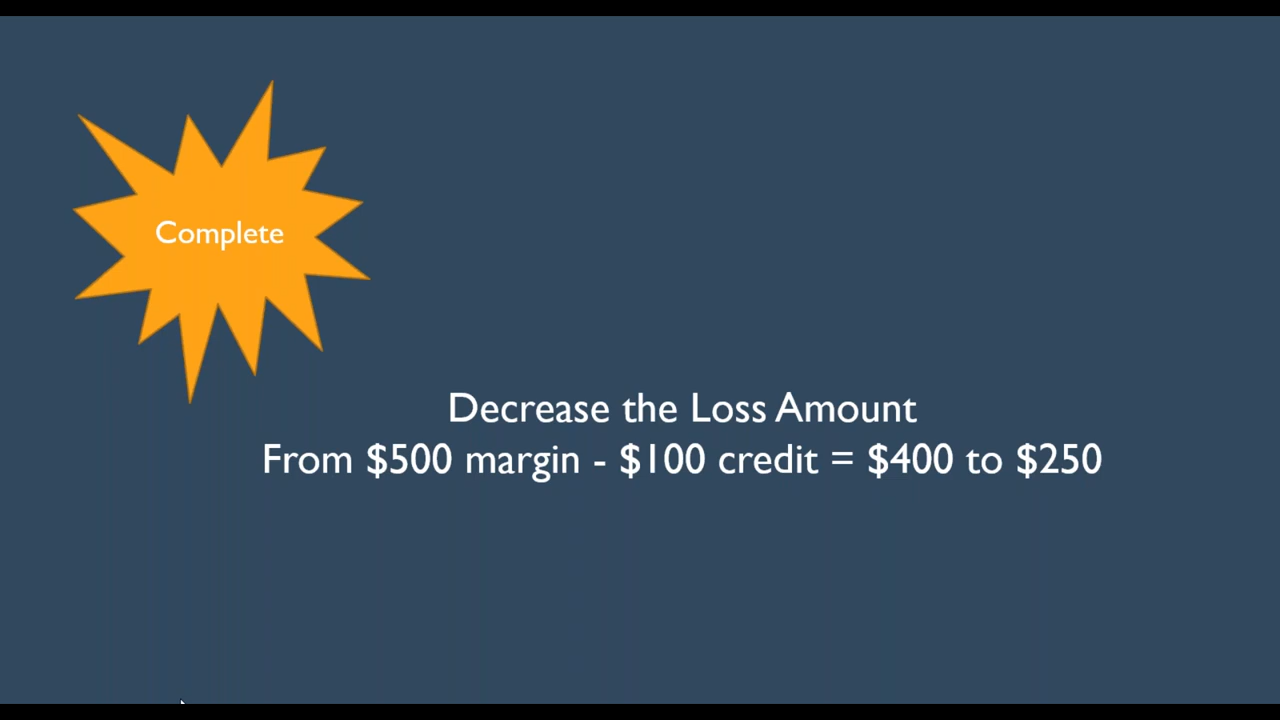 Complete
Decrease the Loss Amount
From $500 margin - $100 credit = $400 to $250